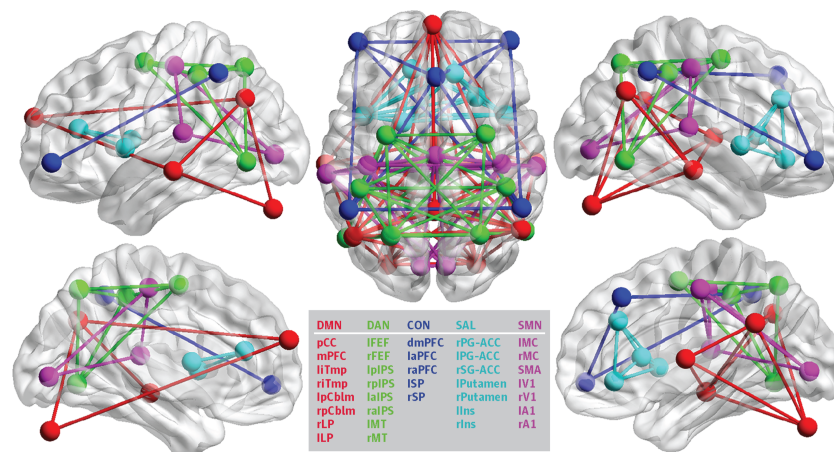 DMN DAN CON SAL SMN
pCC lFEF dmPFC rPG-ACC lMC
mPFC rFEF laPFC lPG-ACC rMC
liTmp lpIPS raPFC rSG-ACC SMA
riTmp rpIPS lSP lPutamen lV1
lpCblm laIPS rSP rPutamen rV1
rpCblm raIPS lIns lA1
rLP lMT rIns rA1
lLP rMT